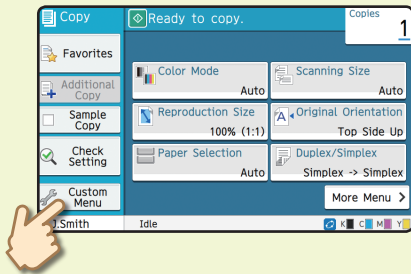 Copy
Ready to copy.
Copies
1
Favorites
Additional
Copy
Sample
Copy
Check
Setting
Custom
Menu
Color Mode
Auto
Scanning Size
Auto
Reproduction Size
100% (1:1)
Original Orientation
Top Side Up
Paper Selection
Auto
Duplex/Simplex
Simplex -> Simplex
More Menu >
.Smith
Idle
K C M Y